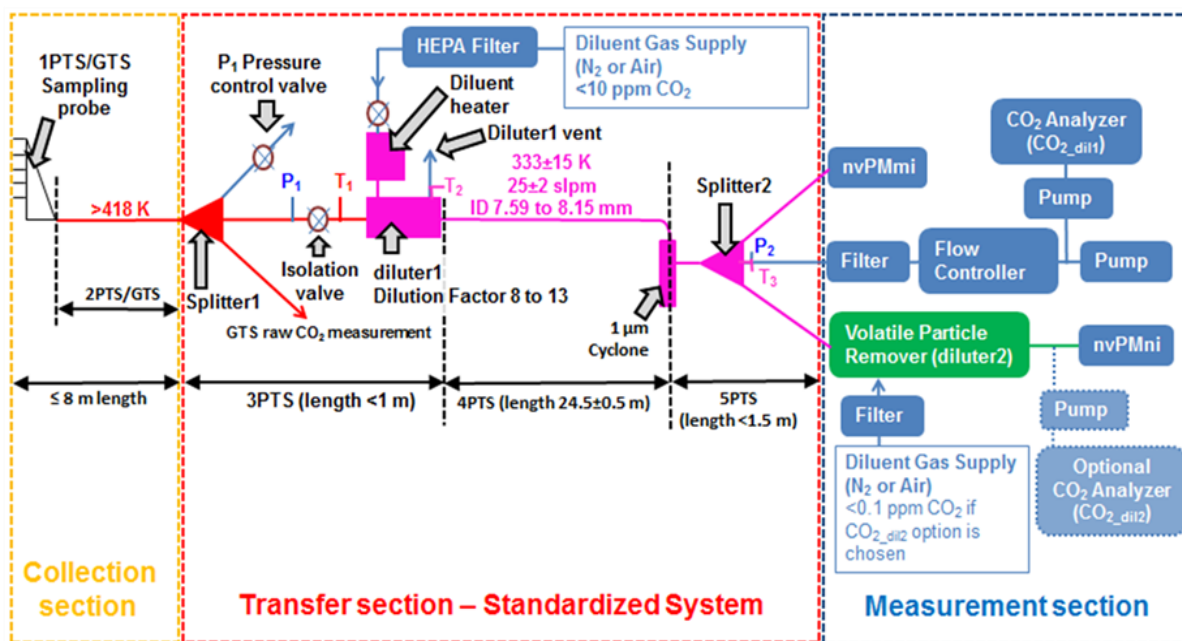 1PTS/GTS
Sampling
probe
>418 K
2PTS/GTS
≤ 8 m length
Collection
section
P₁ Pressure
control valve
Splitter1
P₁
T₁
Isolation
valve
GTS raw CO₂ measurement
HEPA Filter
Diluent Gas Supply
(N₂ or Air)
<10 ppm CO₂
Diluent
heater
Diluter1 vent
T₂
diluter1
Dilution Factor 8 to 13
333±15 K
25±2 slpm
ID 7.59 to 8.15 mm
1 µm
Cyclone
Splitter2
P₂
T₃
3PTS (length <1 m)
4PTS (length 24.5±0.5 m)
5PTS
(length <1.5 m)
Transfer section – Standardized System
nvPMmi
CO₂ Analyzer
(CO₂_dil1)
Pump
Filter
Flow
Controller
Pump
Volatile Particle
Remover (diluter2)
nvPMni
Filter
Pump
Diluent Gas Supply
(N₂ or Air)
<0.1 ppm CO₂ if
CO₂_dil2 option is
chosen
Optional
CO₂ Analyzer
(CO₂_dil2)
Measurement section